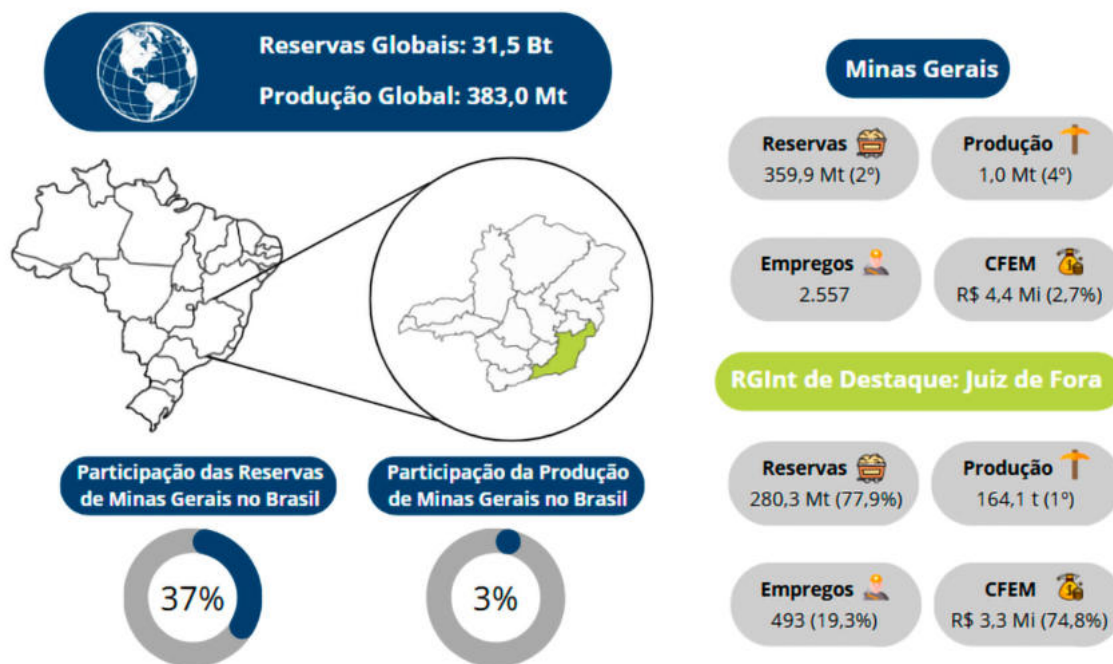 Reservas Globais: 31,5 Bt
Produção Global: 383,0 Mt
Minas Gerais
Reservas
359,9 Mt (2º)
Produção
1,0 Mt (4º)
Empregos
2.557
CFEM
R$ 4,4 Mi (2,7%)
RGInt de Destaque: Juiz de Fora
Reservas
280,3 Mt (77,9%)
Produção
164,1 t (1º)
Empregos
493 (19,3%)
CFEM
R$ 3,3 Mi (74,8%)
Participação das Reservas
de Minas Gerais no Brasil
37%
Participação da Produção
de Minas Gerais no Brasil
3%